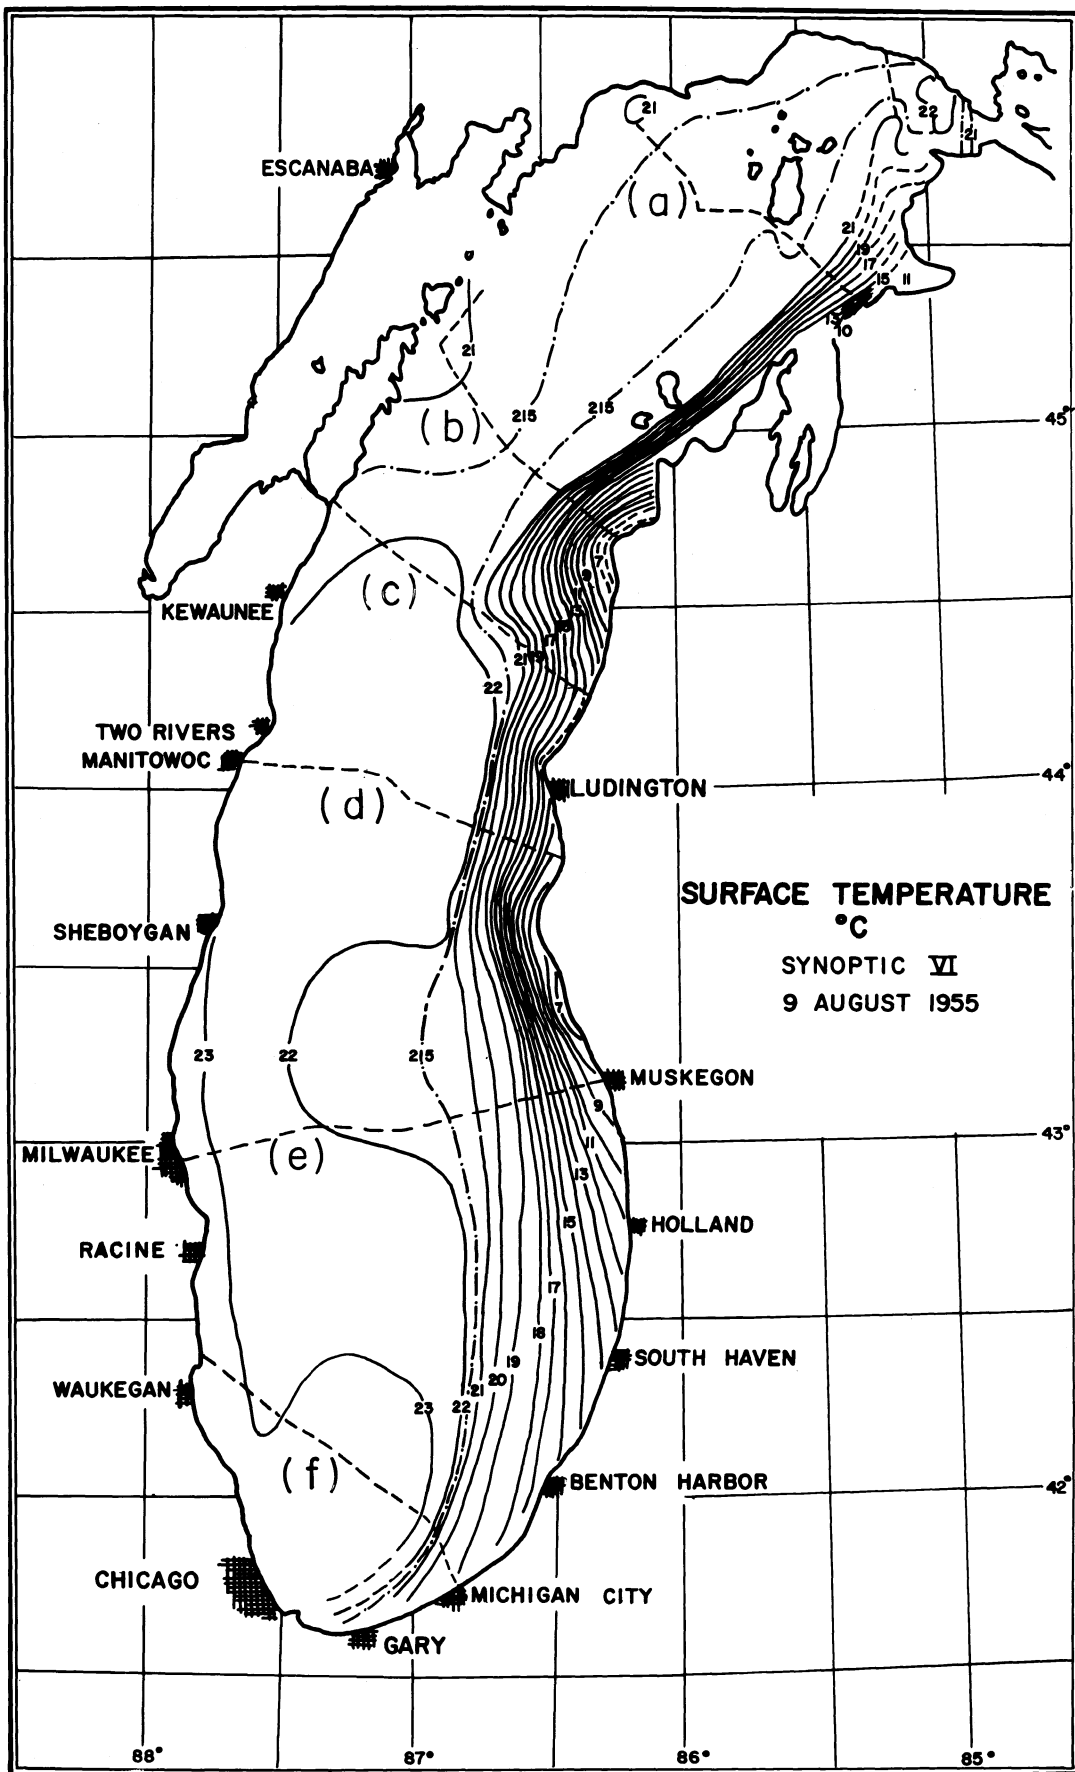 21
22
21
ESCANABA
(a)
21
19
17
15
11
13
10
21
215
215
45°
(b)
7
9
(c)
11
13
KEWAUNEE
17
21
19
22
TWO RIVERS
MANITOWOC
44°
LUDINGTON
(d)
SURFACE TEMPERATURE
°C
SHEBOYGAN
SYNOPTIC VI
9 AUGUST 1955
7
23
22
215
MUSKEGON
9
43°
11
MILWAUKEE
(e)
13
15
HOLLAND
RACINE
17
18
SOUTH HAVEN
19
20
WAUKEGAN
21
23
22
(f)
BENTON HARBOR
42°
CHICAGO
MICHIGAN CITY
GARY
88°
87°
86°
85°